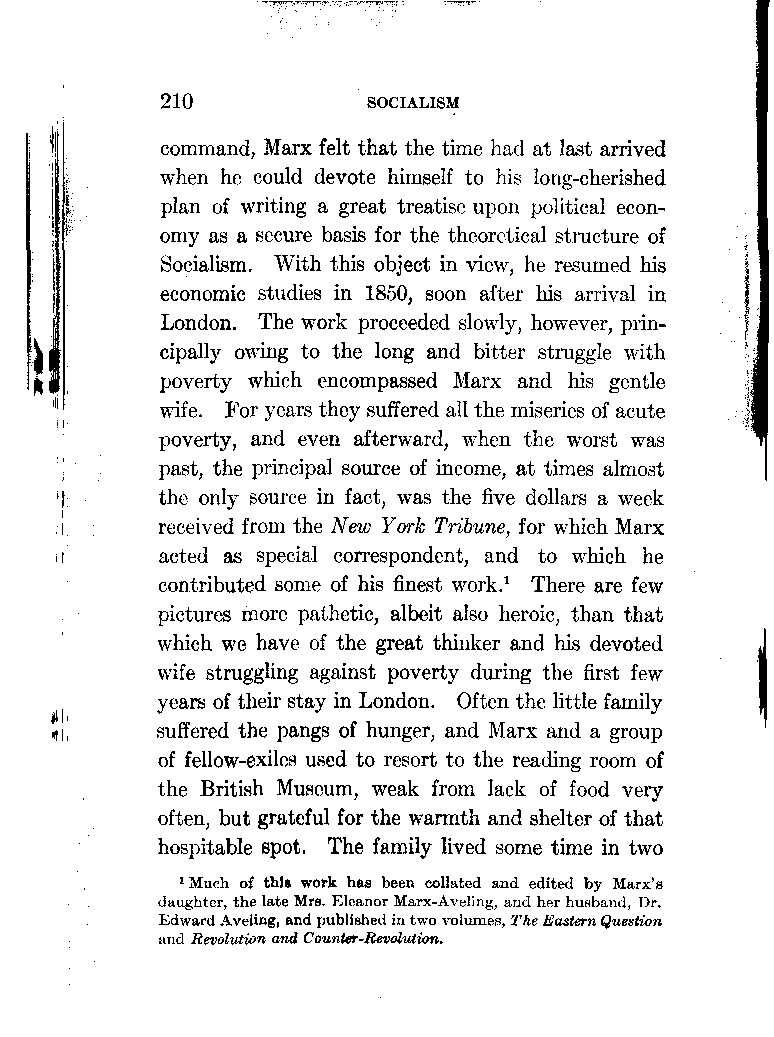 210 SOCIALISM
command, Marx felt that the time had at last arrived
when he could devote himself to his long-cherished
plan of writing a great treatise upon political econ-
omy as a secure basis for the theoretical structure of
Socialism. With this object in view, he resumed his
economic studies in 1850, soon after his arrival in
London. The work proceeded slowly, however, prin-
cipally owing to the long and bitter struggle with
poverty which encompassed Marx and his gentle
wife. For years they suffered all the miseries of acute
poverty, and even afterward, when the worst was
past, the principal source of income, at times almost
the only source in fact, was the five dollars a week
received from the New York Tribune, for which Marx
acted as special correspondent, and to which he
contributed some of his finest work.¹ There are few
pictures more pathetic, albeit also heroic, than that
which we have of the great thinker and his devoted
wife struggling against poverty during the first few
years of their stay in London. Often the little family
suffered the pangs of hunger, and Marx and a group
of fellow-exiles used to resort to the reading room of
the British Museum, weak from lack of food very
often, but grateful for the warmth and shelter of that
hospitable spot. The family lived some time in two
¹ Much of this work has been collated and edited by Marx's
daughter, the late Mrs. Eleanor Marx-Aveling, and her husband, Dr.
Edward Aveling, and published in two volumes, The Eastern Question
and Revolution and Counter-Revolution.